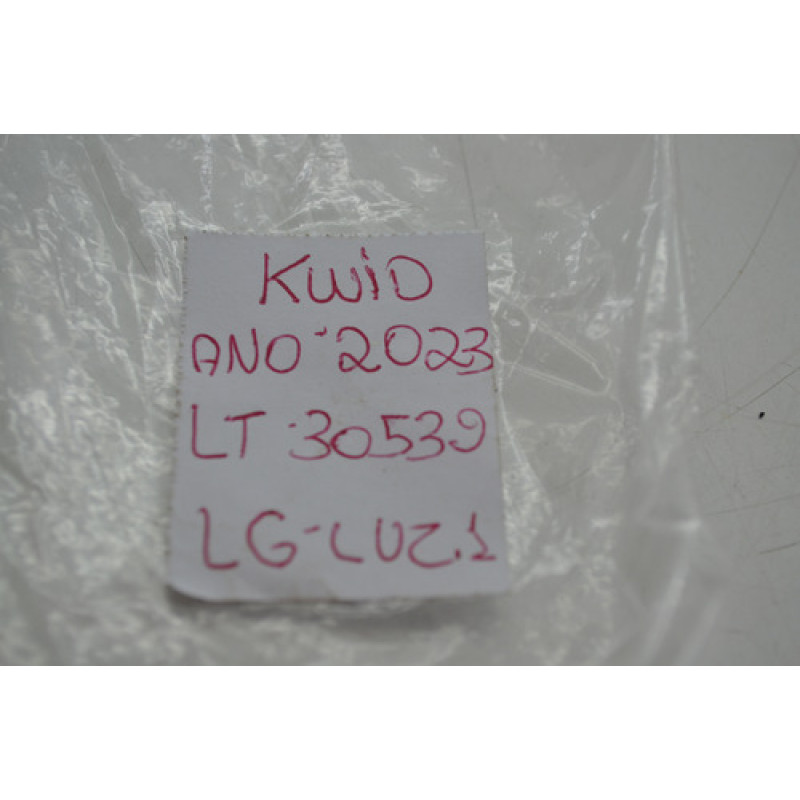 KWiD
ANO-2023
LT-30539
LG-LUZ.1